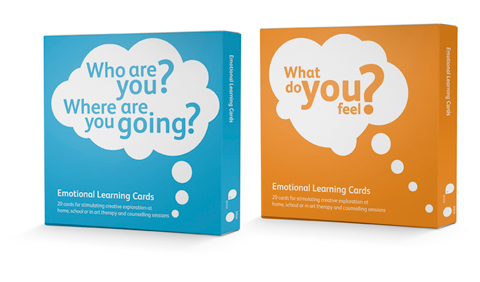 Who are
you?
Where are
you going?
Emotional Learning Cards
20 cards for stimulating creative exploration at
home, school or in art therapy and counselling sessions
Emotional Learning Cards
What
do you?
feel
Emotional Learning Cards
20 cards for stimulating creative exploration at
home, school or in art therapy and counselling sessions
Emotional Learning Cards